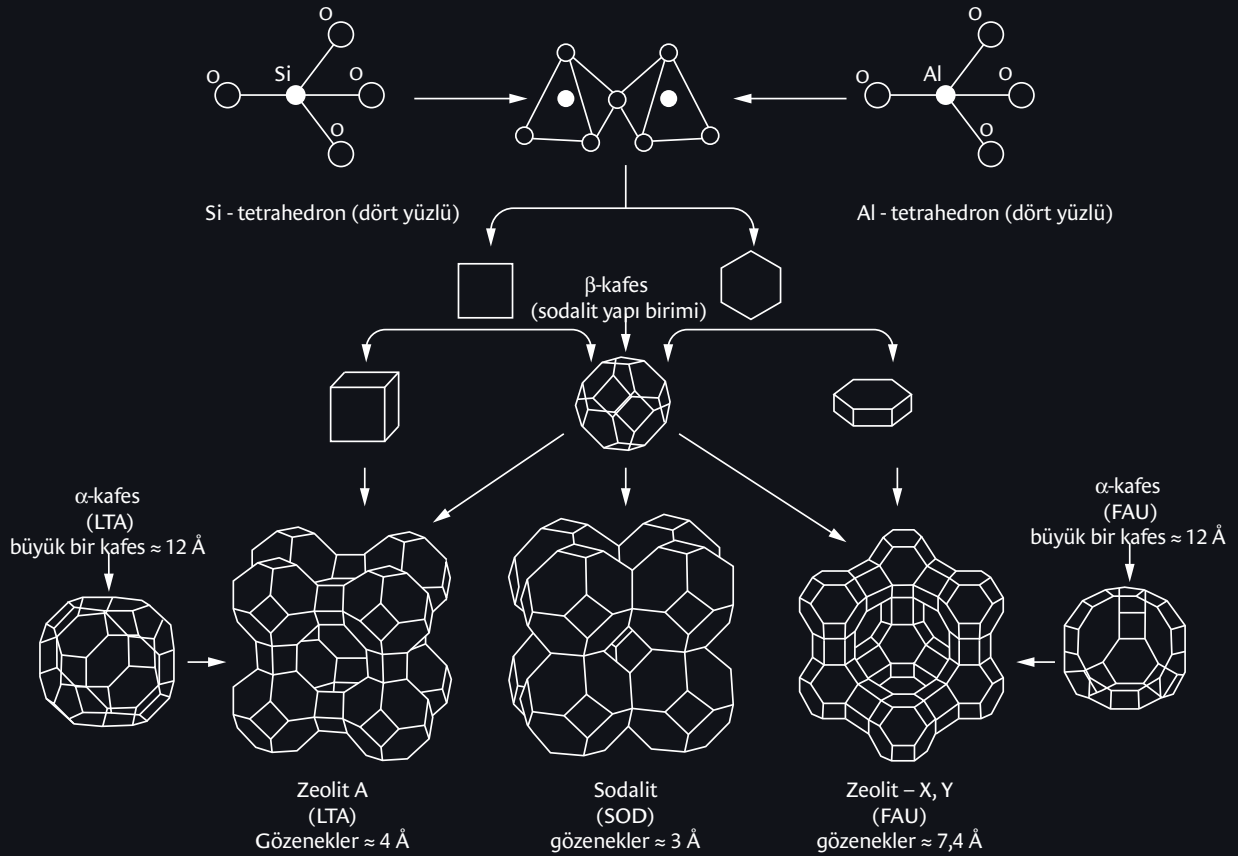 O
O
Si
O
O
O
O
Al
O
O
Si - tetrahedron (dört yüzlü)
Al - tetrahedron (dört yüzlü)
β-kafes
(sodalit yapı birimi)
α-kafes
(LTA)
büyük bir kafes ≈ 12 Å
α-kafes
(FAU)
büyük bir kafes ≈ 12 Å
Zeolit A
(LTA)
Gözenekler ≈ 4 Å
Sodalit
(SOD)
gözenekler ≈ 3 Å
Zeolit – X, Y
(FAU)
gözenekler ≈ 7,4 Å